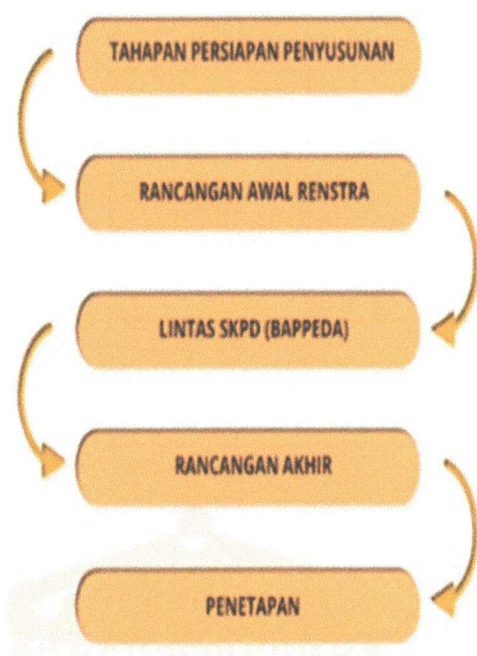 TAHAPAN PERSIAPAN PENYUSUNAN
RANCANGAN AWAL RENSTRA
LINTAS SKPD (BAPPEDA)
RANCANGAN AKHIR
PENETAPAN